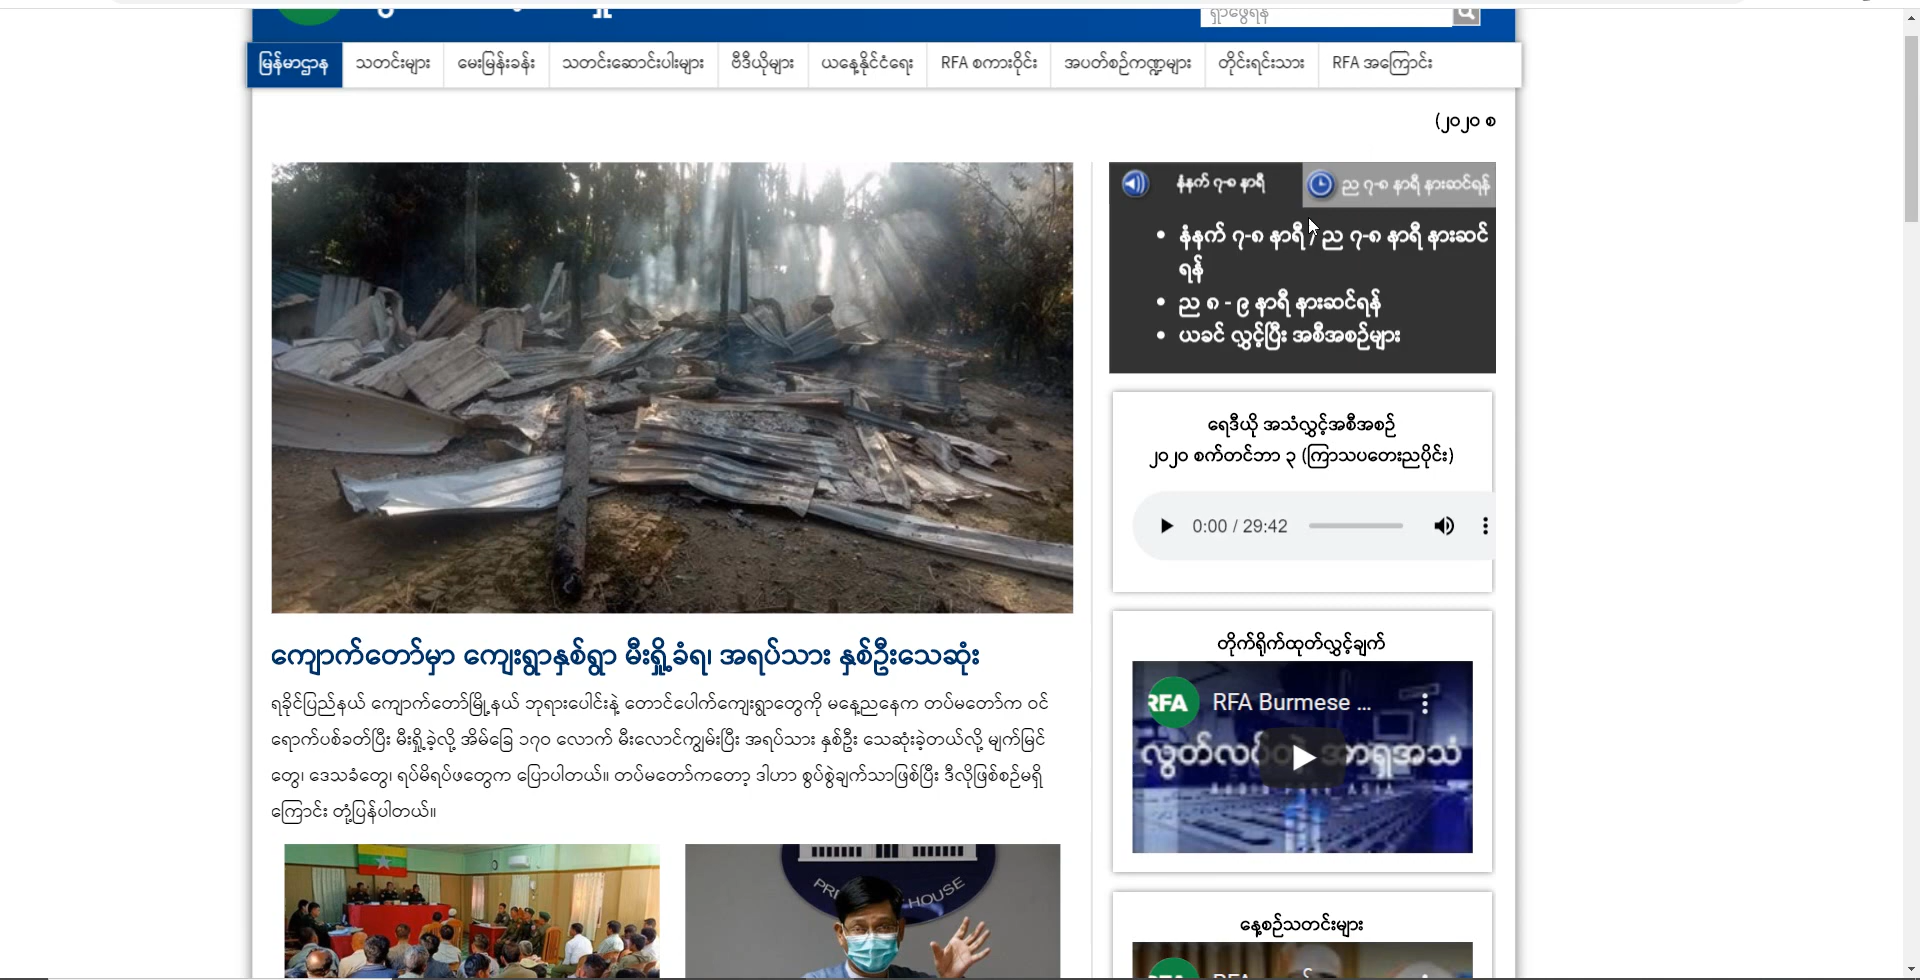 ရှာဖွေရန်
မြန်မာဌာန သတင်းများ မေးမြန်းခန်း သတင်းဆောင်းပါးများ ဗီဒီယိုများ ယနေ့နိုင်ငံရေး RFA စကားဝိုင်း အပတ်စဉ်ကဏ္ဍများ တိုင်းရင်းသား RFA အကြောင်း
(၂၀၂၀ စ
နံနက် ၇-၈ နာရီ ည ၇-၈ နာရီ နားဆင်ရန်
နံနက် ၇-၈ နာရီ / ည ၇-၈ နာရီ နားဆင်
ရန်
ည ၈ - ၉ နာရီ နားဆင်ရန်
ယခင် လွှင့်ပြီး အစီအစဉ်များ
ရေဒီယို အသံလွှင့်အစီအစဉ်
၂၀၂၀ စက်တင်ဘာ ၃ (ကြာသပတေးညပိုင်း)
0:00 / 29:42
ကျောက်တော်မှာ ကျေးရွာနှစ်ရွာ မီးရှို့ခံရ၊ အရပ်သား နှစ်ဦးသေဆုံး
ရခိုင်ပြည်နယ် ကျောက်တော်မြို့နယ် ဘုရားပေါင်းနဲ့ တောင်ပေါက်ကျေးရွာတွေကို မနေ့ညနေက တပ်မတော်က ဝင်
ရောက်ပစ်ခတ်ပြီး မီးရှို့ခဲ့လို့ အိမ်ခြေ ၁၇၀ လောက် မီးလောင်ကျွမ်းပြီး အရပ်သား နှစ်ဦး သေဆုံးခဲ့တယ်လို့ မျက်မြင်
တွေ၊ ဒေသခံတွေ၊ ရပ်မိရပ်ဖတွေက ပြောပါတယ်။ တပ်မတော်ကတော့ ဒါဟာ စွပ်စွဲချက်သာဖြစ်ပြီး ဒီလိုဖြစ်စဉ်မရှိ
ကြောင်း တုံ့ပြန်ပါတယ်။
တိုက်ရိုက်ထုတ်လွှင့်ချက်
RFA RFA Burmese ...
လွတ်လပ်တဲ့ အာရှအသံ
နေ့စဉ်သတင်းများ
HOUSE